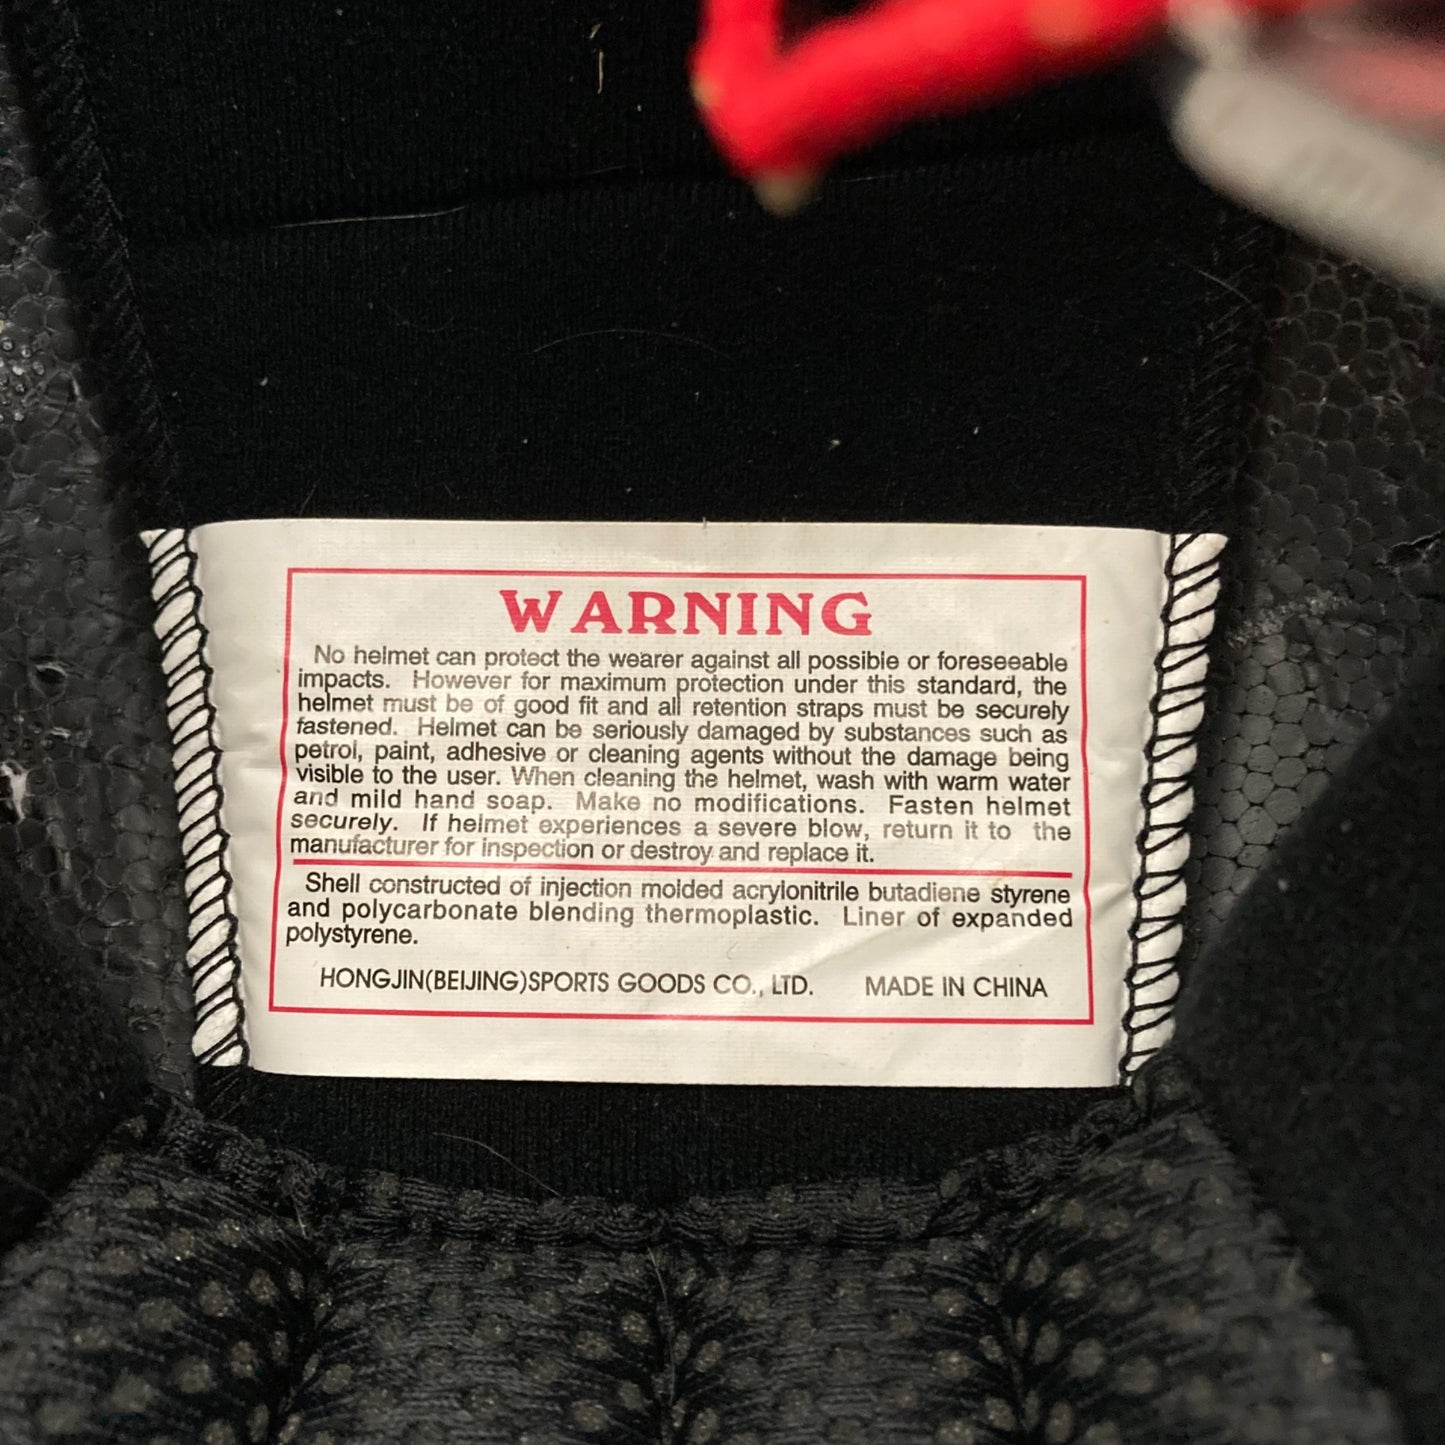 WARNING
No helmet can protect the wearer against all possible or foreseeable
impacts. However for maximum protection under this standard, the
helmet must be of good fit and all retention straps must be securely
fastened. Helmet can be seriously damaged by substances such as
petrol, paint, adhesive or cleaning agents without the damage being
visible to the user. When cleaning the helmet, wash with warm water
and mild hand soap. Make no modifications. Fasten helmet
securely. If helmet experiences a severe blow, return it to the
manufacturer for inspection or destroy and replace it.
Shell constructed of injection molded acrylonitrile butadiene styrene
and polycarbonate blending thermoplastic. Liner of expanded
polystyrene.
HONGJIN(BEIJING)SPORTS GOODS CO., LTD. MADE IN CHINA